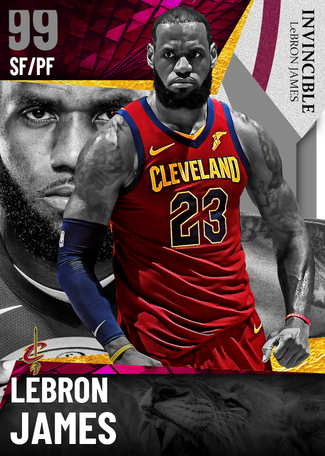 99
SF/PF
INVINCIBLE
LeBRON JAMES
CLEVELAND
23
LEBRON
JAMES